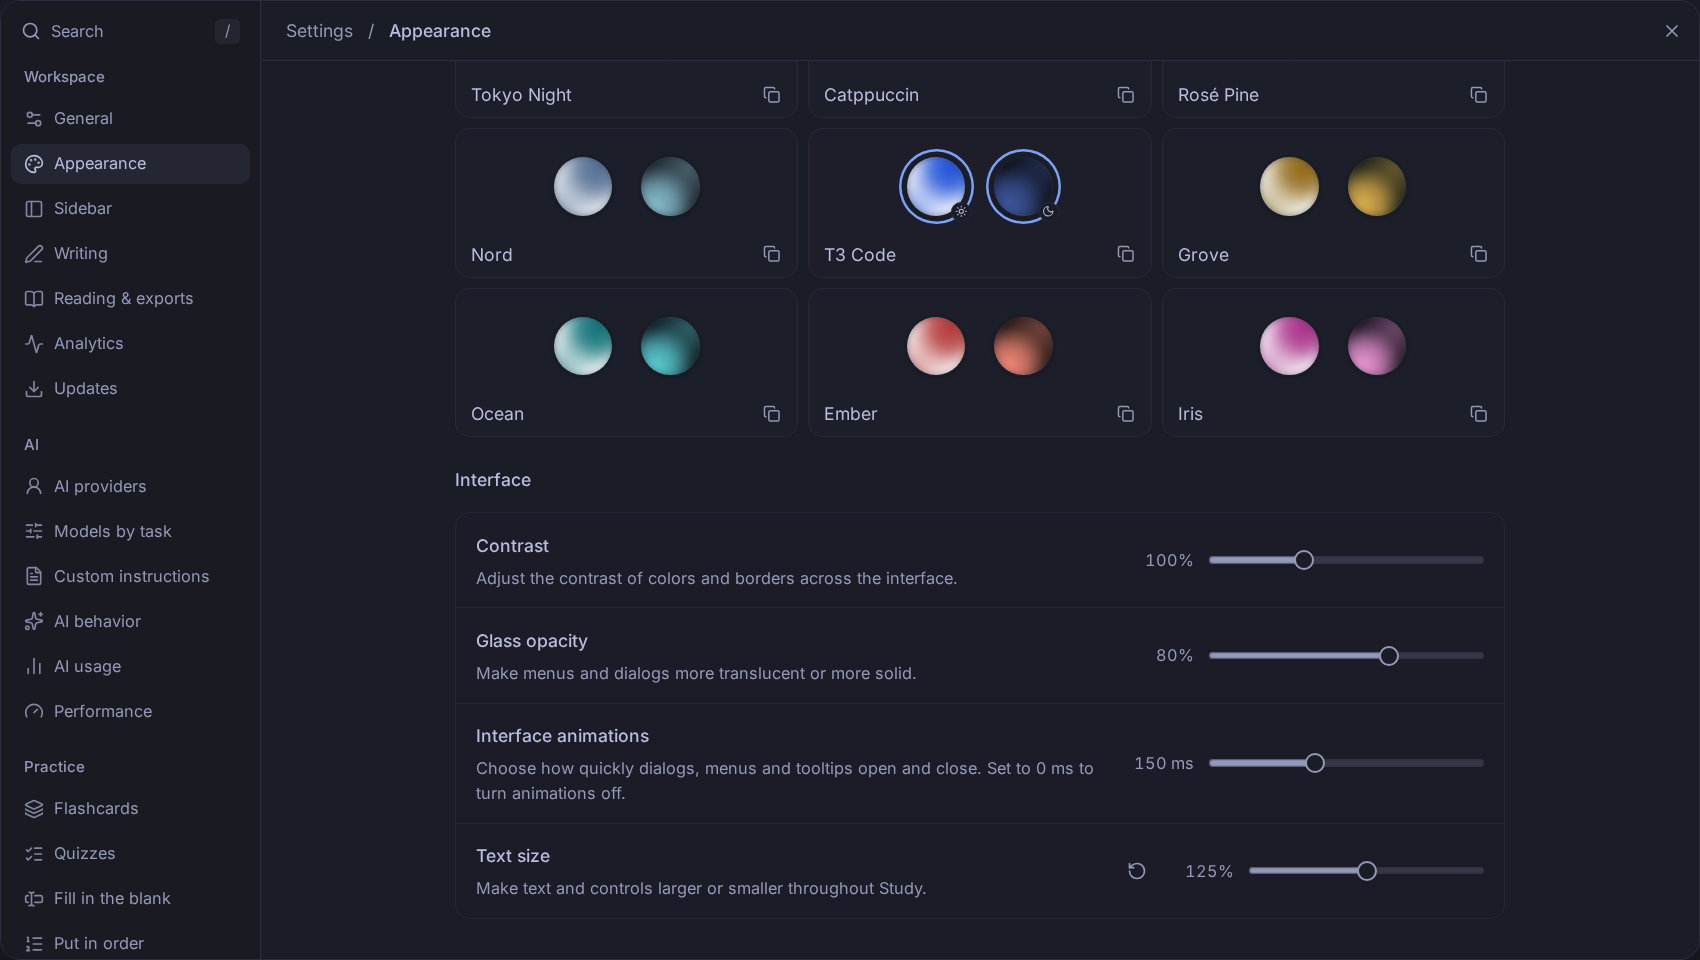 Search
/
Workspace
General
Appearance
Sidebar
Writing
Reading & exports
Analytics
Updates
AI
AI providers
Models by task
Custom instructions
AI behavior
AI usage
Performance
Practice
Flashcards
Quizzes
Fill in the blank
Put in order
Settings / Appearance
Tokyo Night
Catppuccin
Rosé Pine
Nord
T3 Code
Grove
Ocean
Ember
Iris
Interface
Contrast
Adjust the contrast of colors and borders across the interface.
100%
Glass opacity
Make menus and dialogs more translucent or more solid.
80%
Interface animations
Choose how quickly dialogs, menus and tooltips open and close. Set to 0 ms to
turn animations off.
150 ms
Text size
Make text and controls larger or smaller throughout Study.
125%